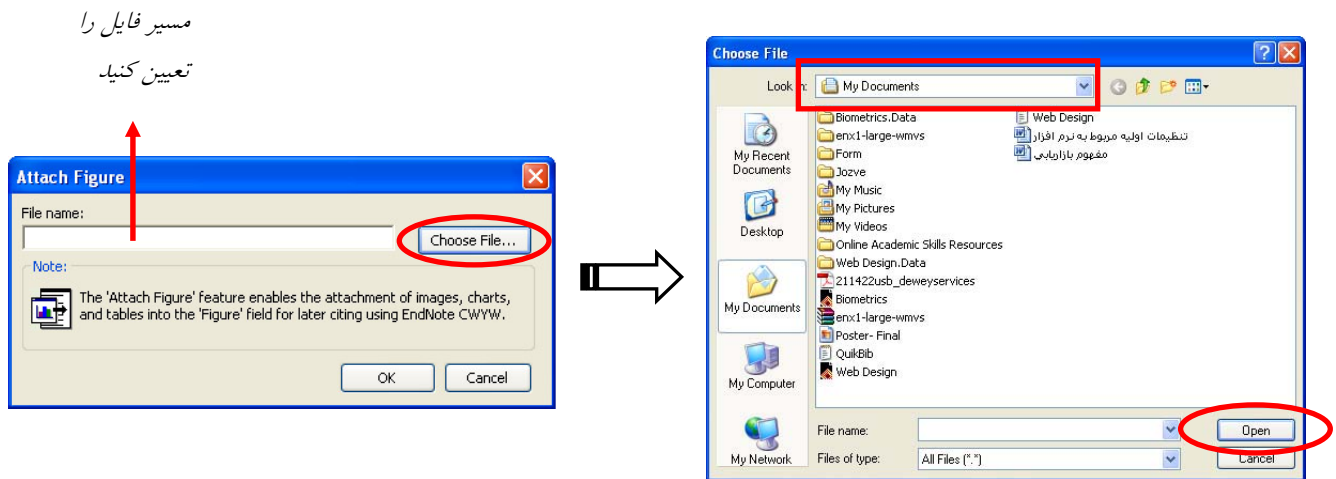 مسیر فایل را
تعیین کنید
Attach Figure
File name:
Choose File...
Note:
The 'Attach Figure' feature enables the attachment of images, charts,
and tables into the 'Figure' field for later citing using EndNote CWYW.
OK
Cancel
Choose File
Look in:
My Documents
My Recent
Documents
Desktop
My Documents
My Computer
My Network
Biometrics.Data
enx1-large-wmvs
Form
Jozve
My Music
My Pictures
My Videos
Online Academic Skills Resources
Web Design.Data
211422usb_deweyservices
Biometrics
enx1-large-wmvs
Poster- Final
QuikBib
Web Design
Web Design
تنظیمات اولیه مربوط به نرم افزار
مفهوم بازاریابی
File name:
Open
Files of type:
All Files (*.*)
Cancel